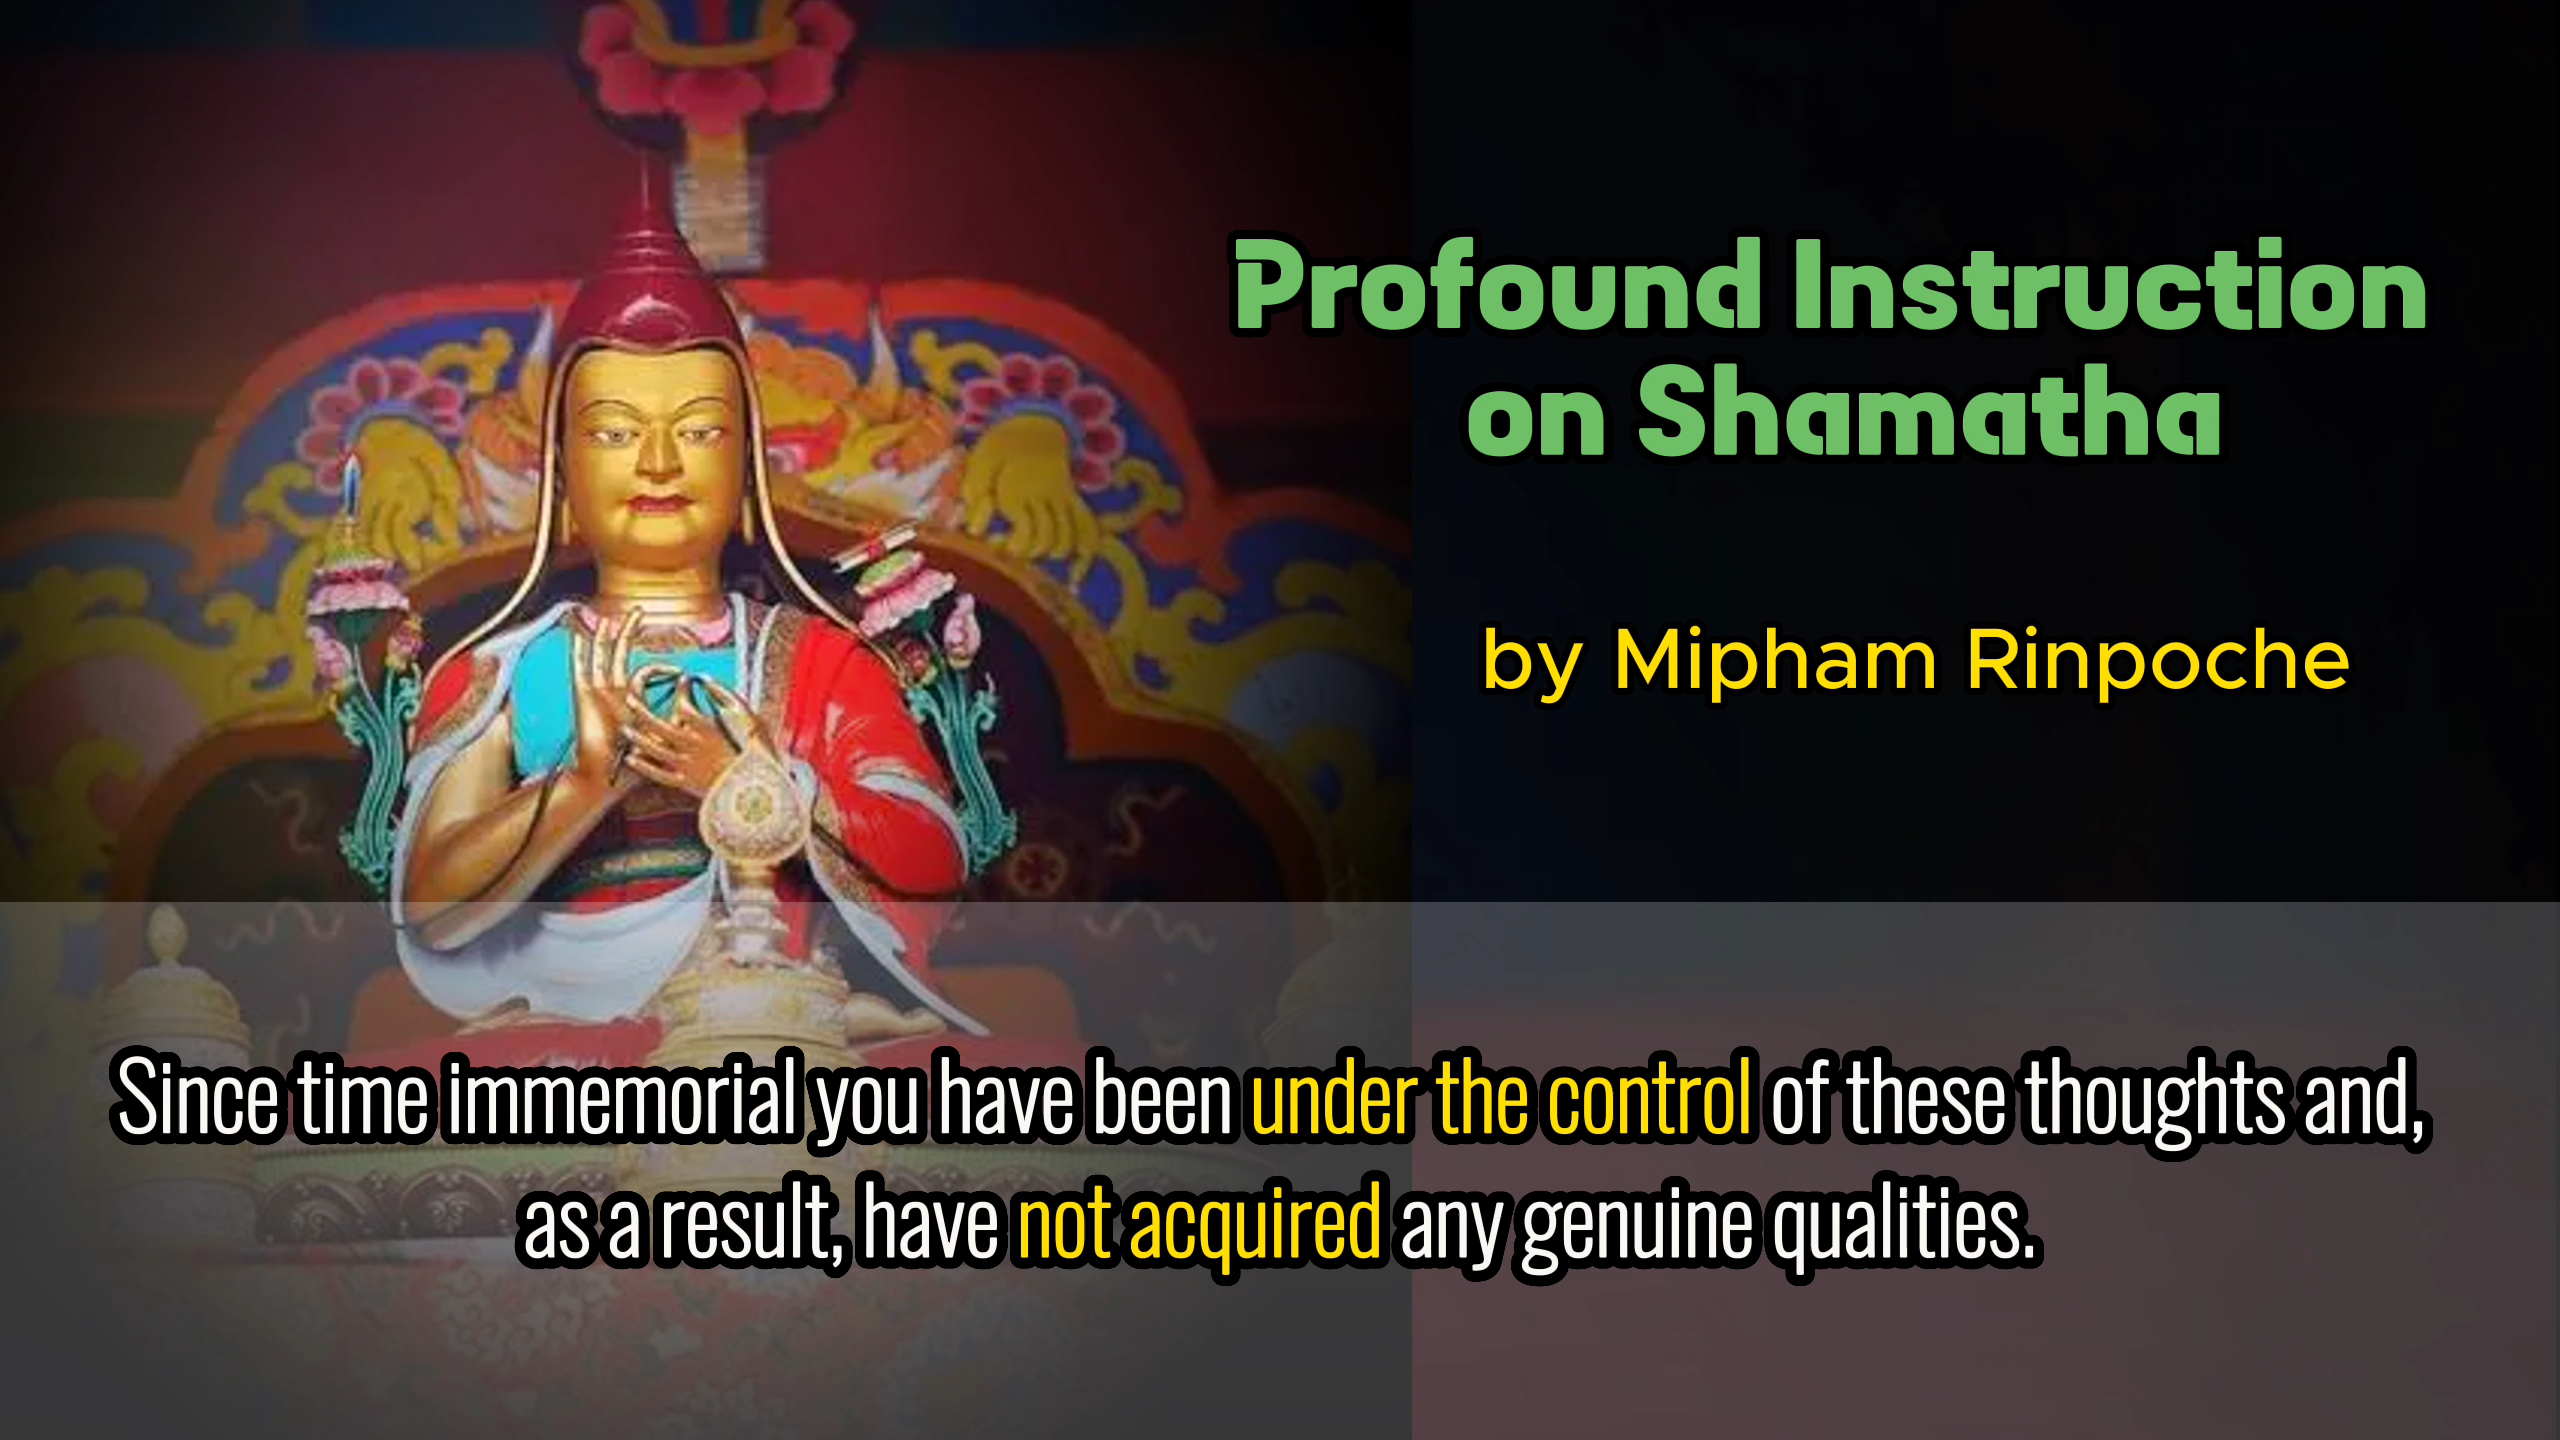 Profound Instruction
on Shamatha
by Mipham Rinpoche
Since time immemorial you have been under the control of these thoughts and,
as a result, have not acquired any genuine qualities.